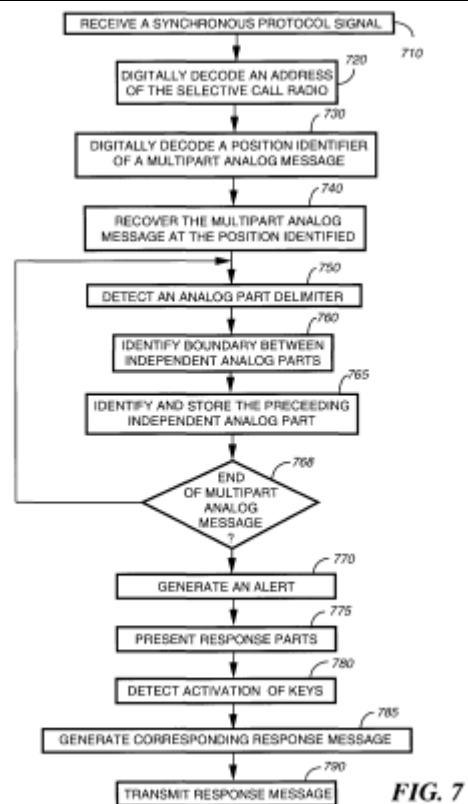 RECEIVE A SYNCHRONOUS PROTOCOL SIGNAL
710
720
DIGITALLY DECODE AN ADDRESS
OF THE SELECTIVE CALL RADIO
730
DIGITALLY DECODE A POSITION IDENTIFIER
OF A MULTIPART ANALOG MESSAGE
740
RECOVER THE MULTIPART ANALOG
MESSAGE AT THE POSITION IDENTIFIED
750
DETECT AN ANALOG PART DELIMITER
760
IDENTIFY BOUNDARY BETWEEN
INDEPENDENT ANALOG PARTS
765
IDENTIFY AND STORE THE PRECEEDING
INDEPENDENT ANALOG PART
768
END
OF MULTIPART
ANALOG
MESSAGE
?
770
GENERATE AN ALERT
775
PRESENT RESPONSE PARTS
780
DETECT ACTIVATION OF KEYS
785
GENERATE CORRESPONDING RESPONSE MESSAGE
790
TRANSMIT RESPONSE MESSAGE
FIG. 7